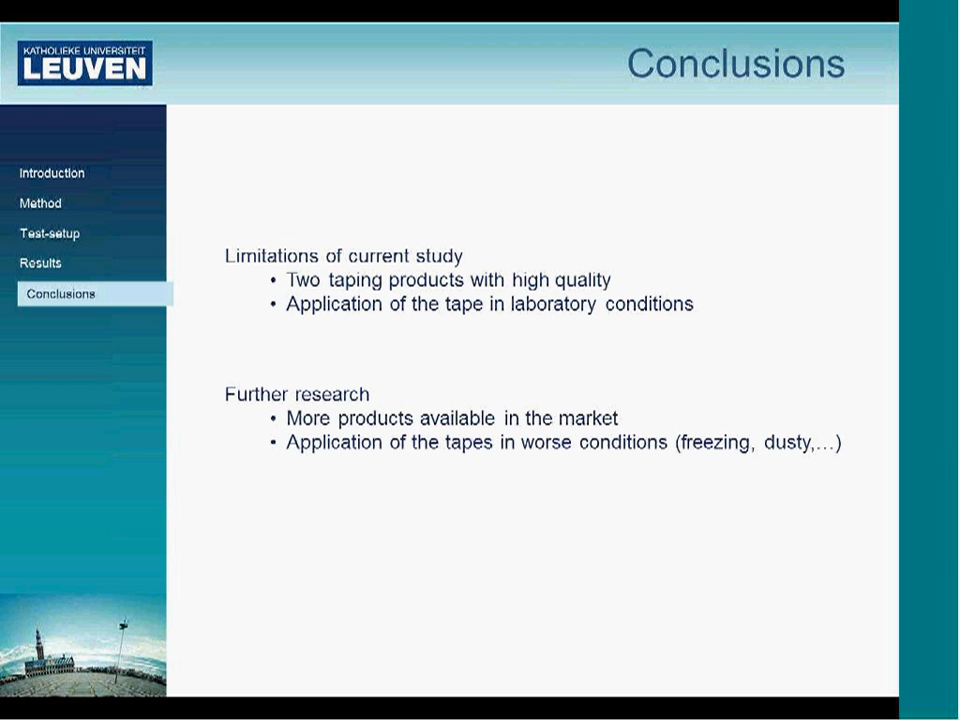 KATHOLIEKE UNIVERSITEIT
LEUVEN
Conclusions
Introduction
Method
Test-setup
Results
Conclusions
Limitations of current study
• Two taping products with high quality
• Application of the tape in laboratory conditions
Further research
• More products available in the market
• Application of the tapes in worse conditions (freezing, dusty,…)